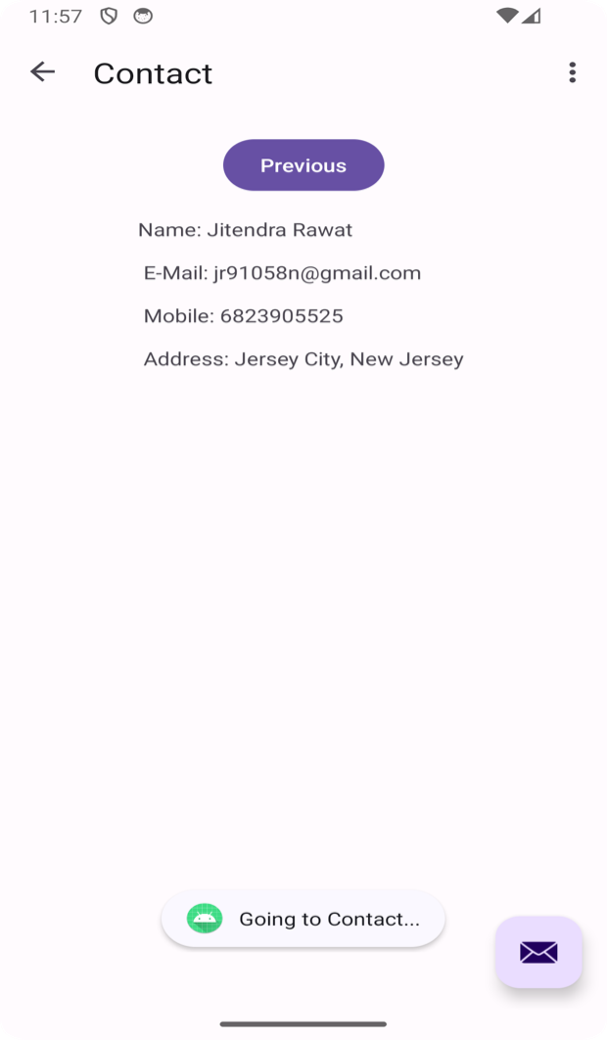 11:57
Contact
Previous
Name: Jitendra Rawat
E-Mail: jr91058n@gmail.com
Mobile: 6823905525
Address: Jersey City, New Jersey
Going to Contact...